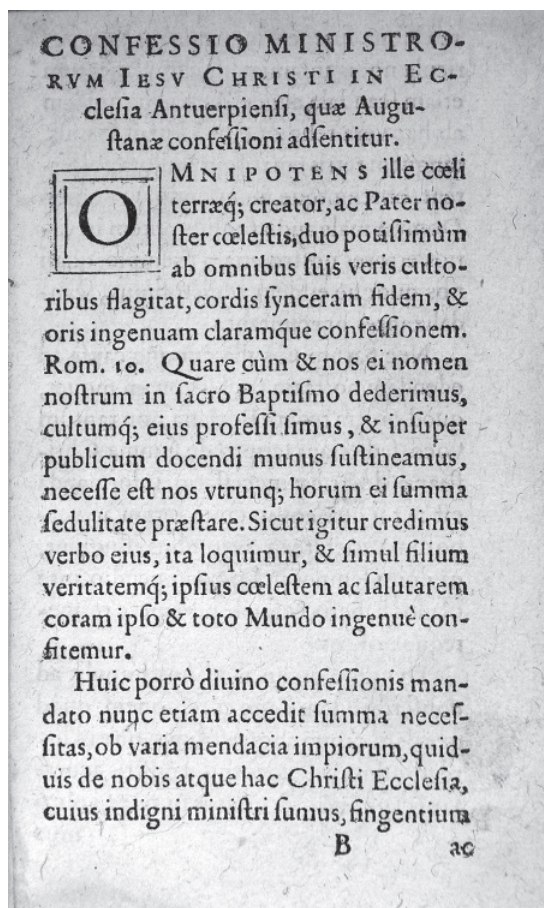 CONFESSIO MINISTRO-
RVM IESV CHRISTI IN EC-
cleſia Antuerpienſi, quæ Augu-
ſtanæ confeſſioni adſentitur.
OMNIPOTENS ille cœli
terræq́; creator, ac Pater no-
ſter cœleſtis, duo potiſſimùm
ab omnibus ſuis veris culto-
ribus flagitat, cordis ſynceram fidem, &
oris ingenuam claramq́ue confeſſionem.
Rom. 10. Quare cùm & nos ei nomen
noſtrum in ſacro Baptiſmo dederimus,
cultumq́; eius profeſſi ſimus, & inſuper
publicum docendi munus ſuſtineamus,
neceſſe eſt nos vtrunq; horum ei ſumma
ſedulitate præſtare. Sicut igitur credimus
verbo eius, ita loquimur, & ſimul filium
veritatemq́; ipſius cœleſtem ac ſalutarem
coram ipſo & toto Mundo ingenuè con-
fitemur.
Huic porrò diuino confeſſionis man-
dato nunc etiam accedit ſumma neceſ-
ſitas, ob varia mendacia impiorum, quid-
uis de nobis atque hac Chriſti Eccleſia,
cuius indigni miniſtri ſumus, fingentium
B ac